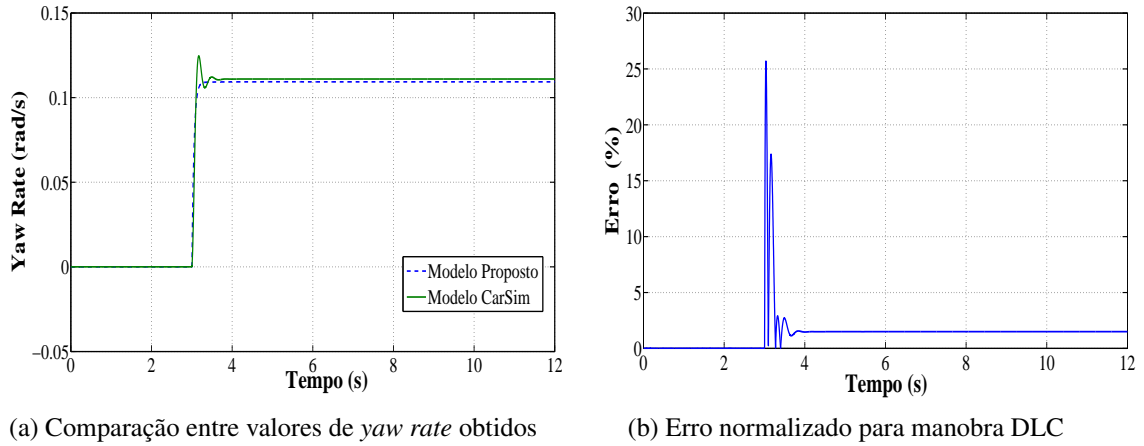 0.15
0.1
0.05
0
−0.05
Yaw Rate (rad/s)
0 2 4 6 8 10 12
Tempo (s)
Modelo Proposto
Modelo CarSim
(a) Comparação entre valores de yaw rate obtidos
30
25
20
15
10
5
0
Erro (%)
0 2 4 6 8 10 12
Tempo (s)
(b) Erro normalizado para manobra DLC